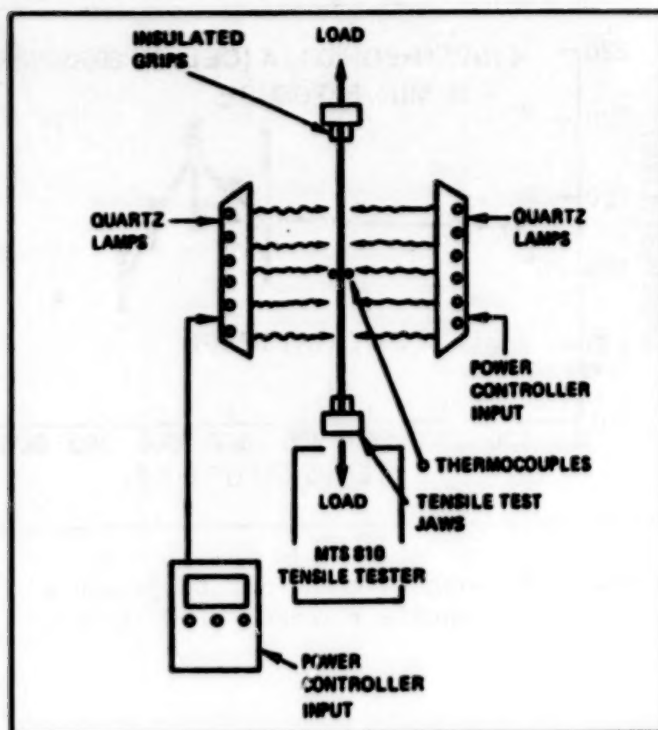 INSULATED
GRIPS
LOAD
QUARTZ
LAMPS
QUARTZ
LAMPS
POWER
CONTROLLER
INPUT
THERMOCOUPLES
LOAD
TENSILE TEST
JAWS
MTS 810
TENSILE TESTER
POWER
CONTROLLER
INPUT